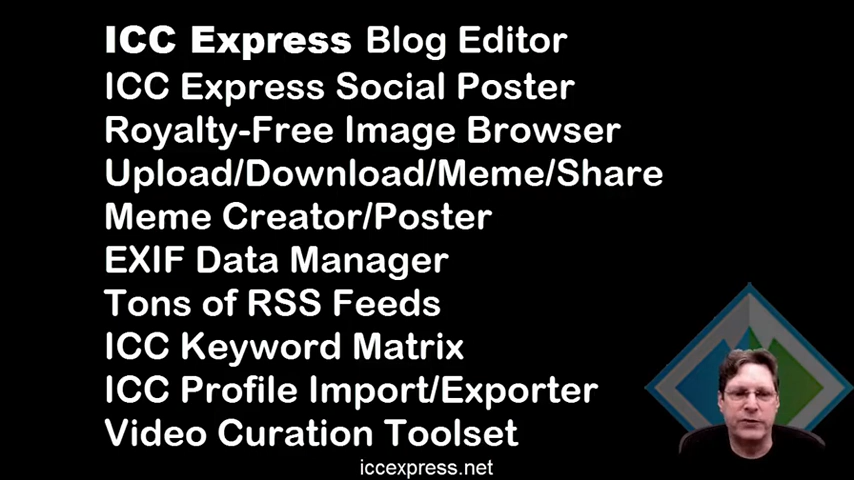 ICC Express Blog Editor
ICC Express Social Poster
Royalty-Free Image Browser
Upload/Download/Meme/Share
Meme Creator/Poster
EXIF Data Manager
Tons of RSS Feeds
ICC Keyword Matrix
ICC Profile Import/Exporter
Video Curation Toolset
iccexpress.net